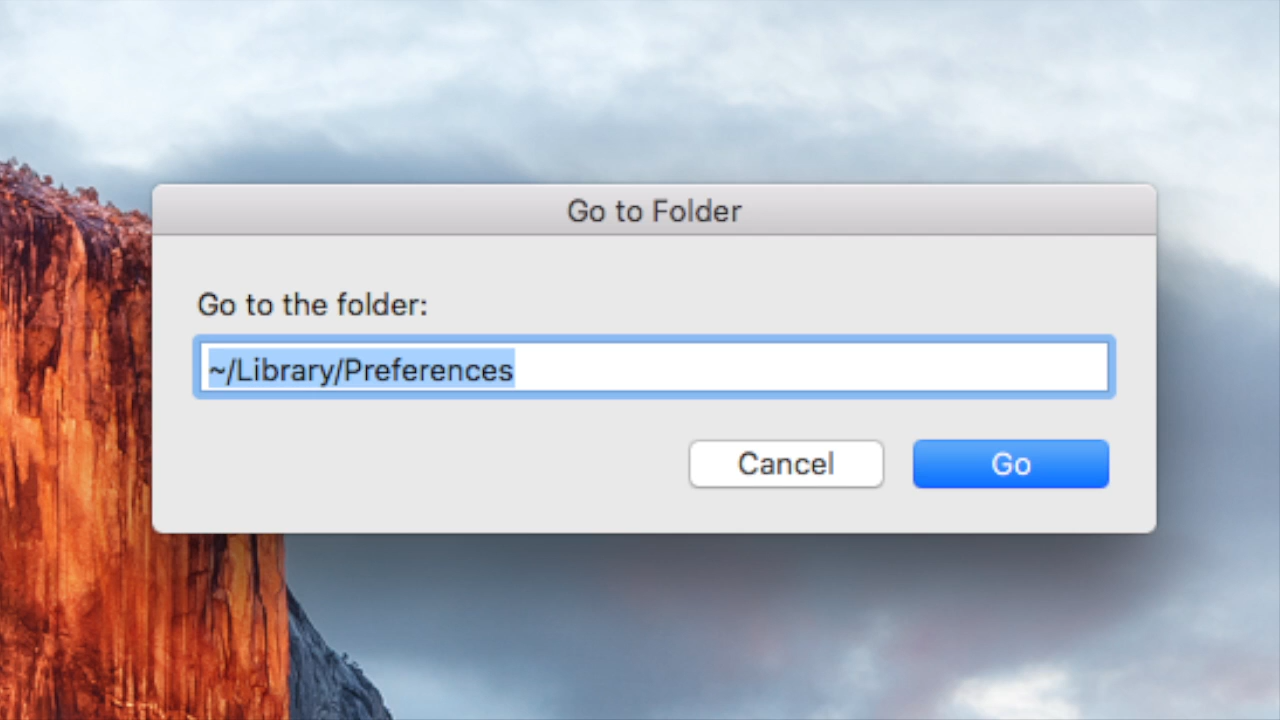 Go to Folder
Go to the folder:
~/Library/Preferences
Cancel
Go